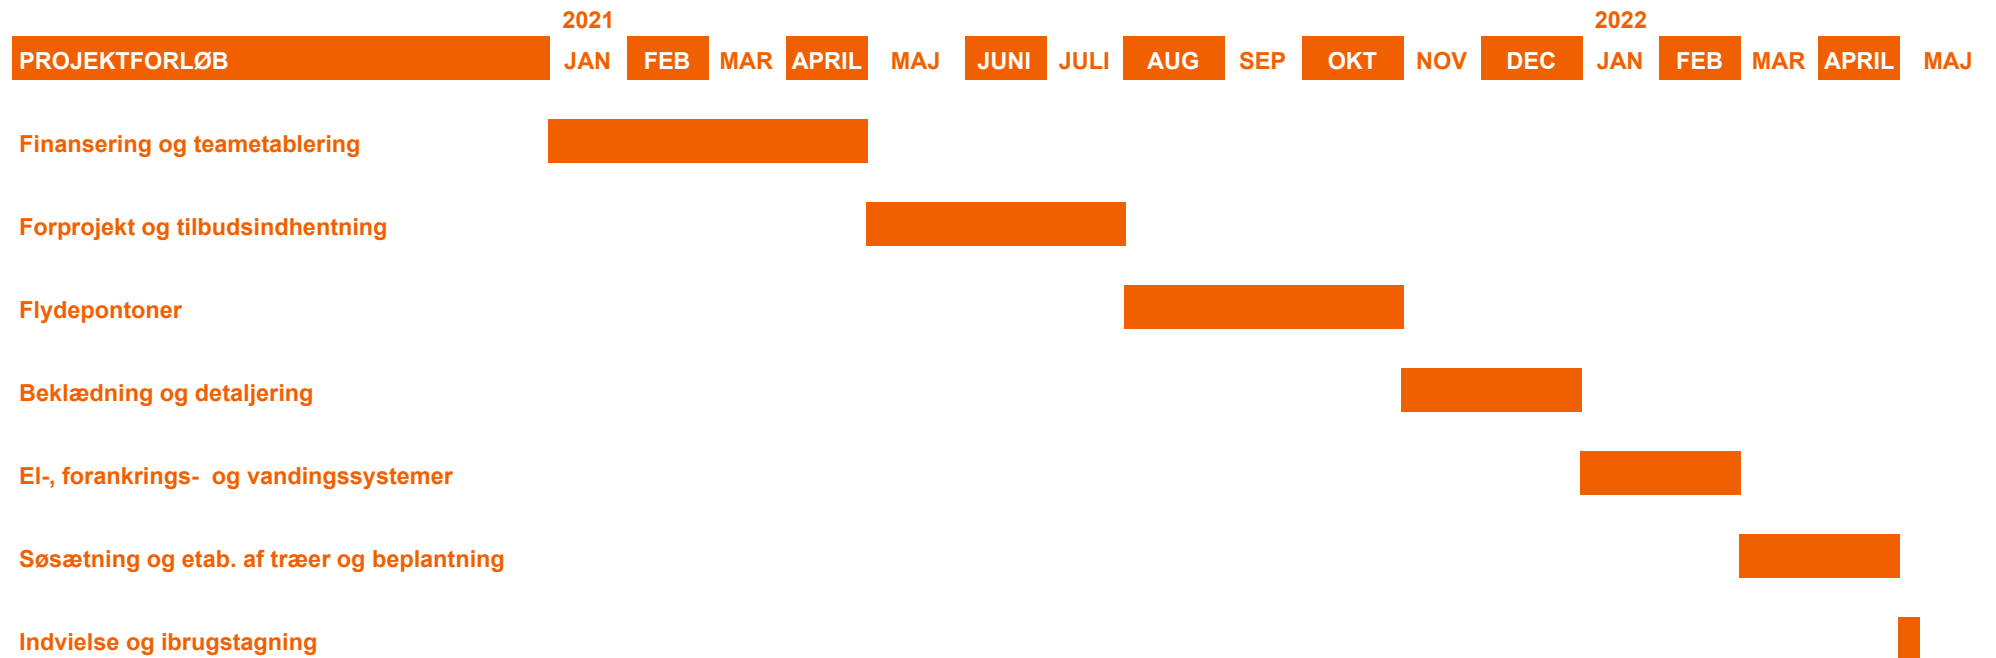 2021 2022
PROJEKTFORLØB JAN FEB MAR APRIL MAJ JUNI JULI AUG SEP OKT NOV DEC JAN FEB MAR APRIL MAJ
Finansering og teametablering
Forprojekt og tilbudsindhentning
Flydepontoner
Beklædning og detaljering
El-, forankrings-  og vandingssystemer
Søsætning og etab. af træer og beplantning
Indvielse og ibrugstagning